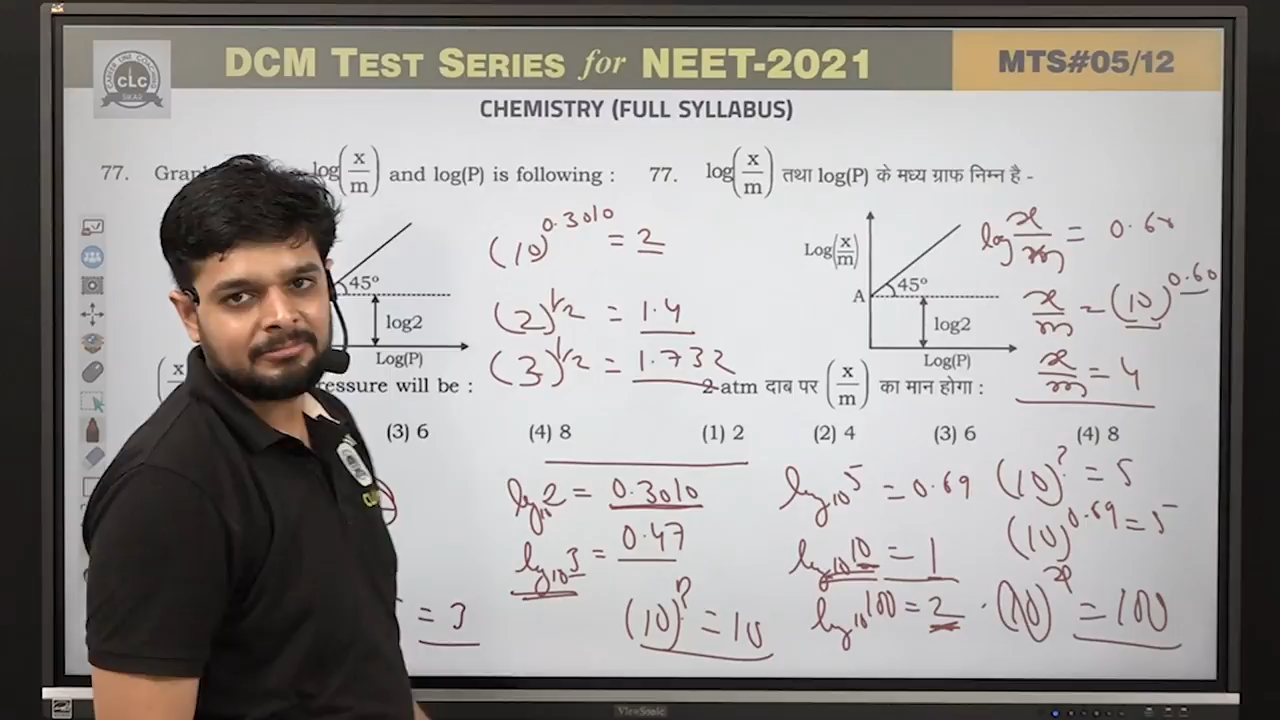 DCM TEST SERIES for NEET-2021
MTS#05/12
CLC
SIKAR
CHEMISTRY (FULL SYLLABUS)
77. log(x/m) and log(P) is following :
(10)^0.3010 = 2
45°
(2)^1/2 = 1.4
log2
(3)^1/2 = 1.732
Log(P)
ressure will be :
(3) 6 (4) 8
log10 2 = 0.3010
log10 3 = 0.47
= 3
(10)^? = 10
77. log(x/m) तथा log(P) के मध्य ग्राफ निम्न है -
Log(x/m)
A
45°
log2
Log(P)
log x/m = 0.60
x/m = (10)^0.60
x/m = 4
2 atm दाब पर (x/m) का मान होगा :
(1) 2 (2) 4 (3) 6 (4) 8
log10 5 = 0.69 (10)^? = 5
(10)^0.69 = 5
log10 10 = 1
log10 100 = 2
= 100
ViewSonic